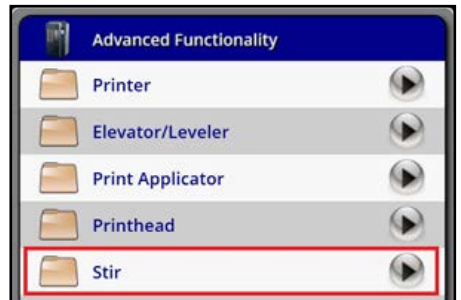 Advanced Functionality
Printer
Elevator/Leveler
Print Applicator
Printhead
Stir